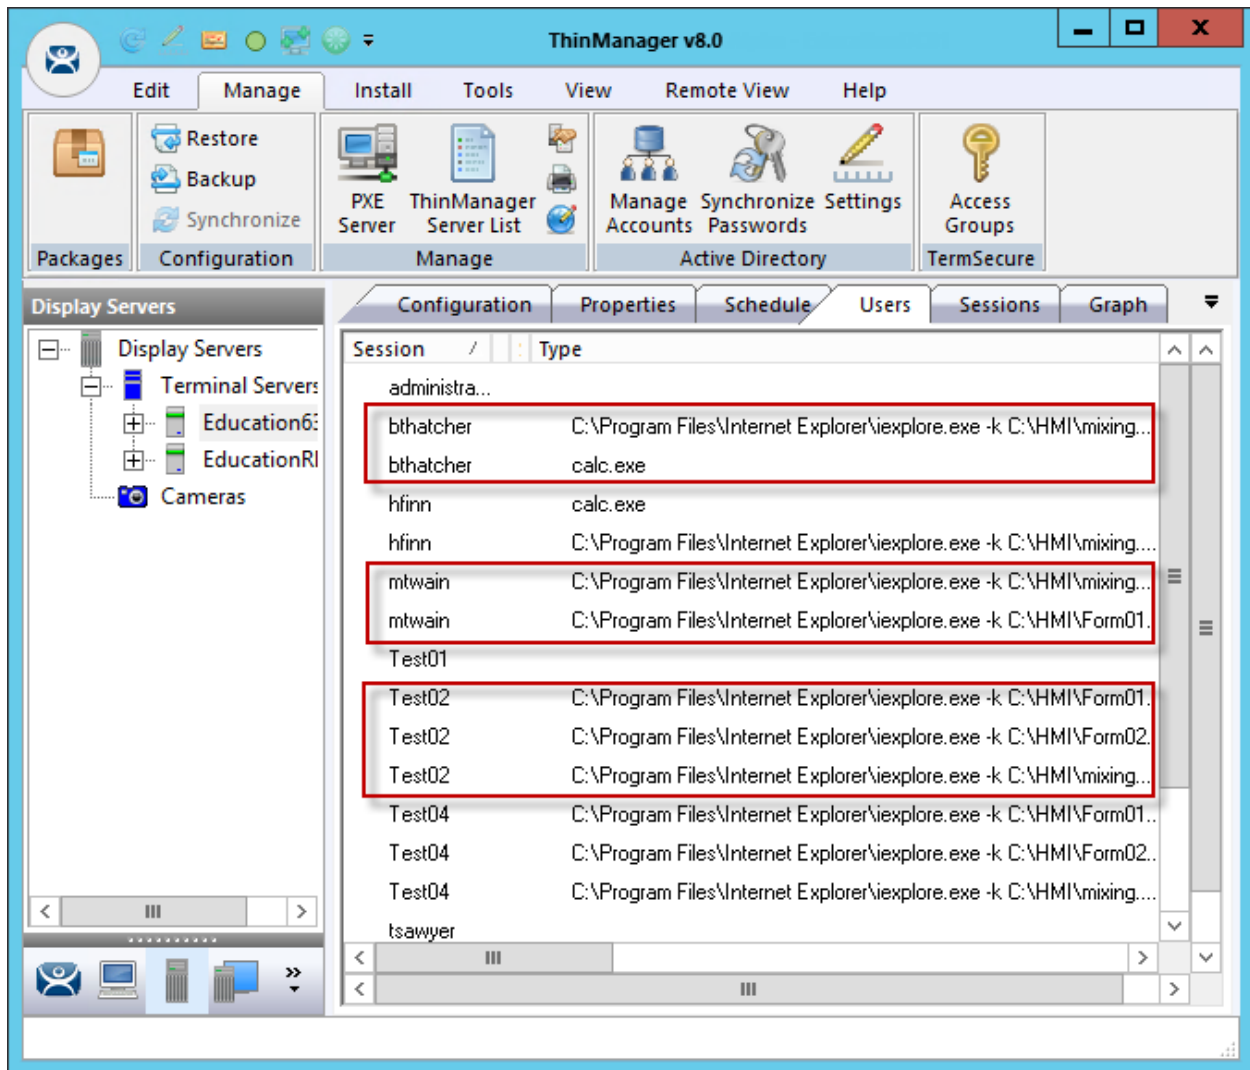 ThinManager v8.0
X
Edit Manage Install Tools View Remote View Help
Restore
Backup
Synchronize
PXE Server
ThinManager Server List
Manage Accounts
Synchronize Passwords
Settings
Access Groups
Packages Configuration Manage Active Directory TermSecure
Display Servers
Configuration Properties Schedule Users Sessions Graph
Display Servers
Terminal Servers
Education63
EducationRI
Cameras
Session / Type
administra...
bthatcher C:\Program Files\Internet Explorer\iexplore.exe -k C:\HMI\mixing...
bthatcher calc.exe
hfinn calc.exe
hfinn C:\Program Files\Internet Explorer\iexplore.exe -k C:\HMI\mixing....
mtwain C:\Program Files\Internet Explorer\iexplore.exe -k C:\HMI\mixing...
mtwain C:\Program Files\Internet Explorer\iexplore.exe -k C:\HMI\Form01.
Test01
Test02 C:\Program Files\Internet Explorer\iexplore.exe -k C:\HMI\Form01.
Test02 C:\Program Files\Internet Explorer\iexplore.exe -k C:\HMI\Form02.
Test02 C:\Program Files\Internet Explorer\iexplore.exe -k C:\HMI\mixing...
Test04 C:\Program Files\Internet Explorer\iexplore.exe -k C:\HMI\Form01..
Test04 C:\Program Files\Internet Explorer\iexplore.exe -k C:\HMI\Form02..
Test04 C:\Program Files\Internet Explorer\iexplore.exe -k C:\HMI\mixing....
tsawyer